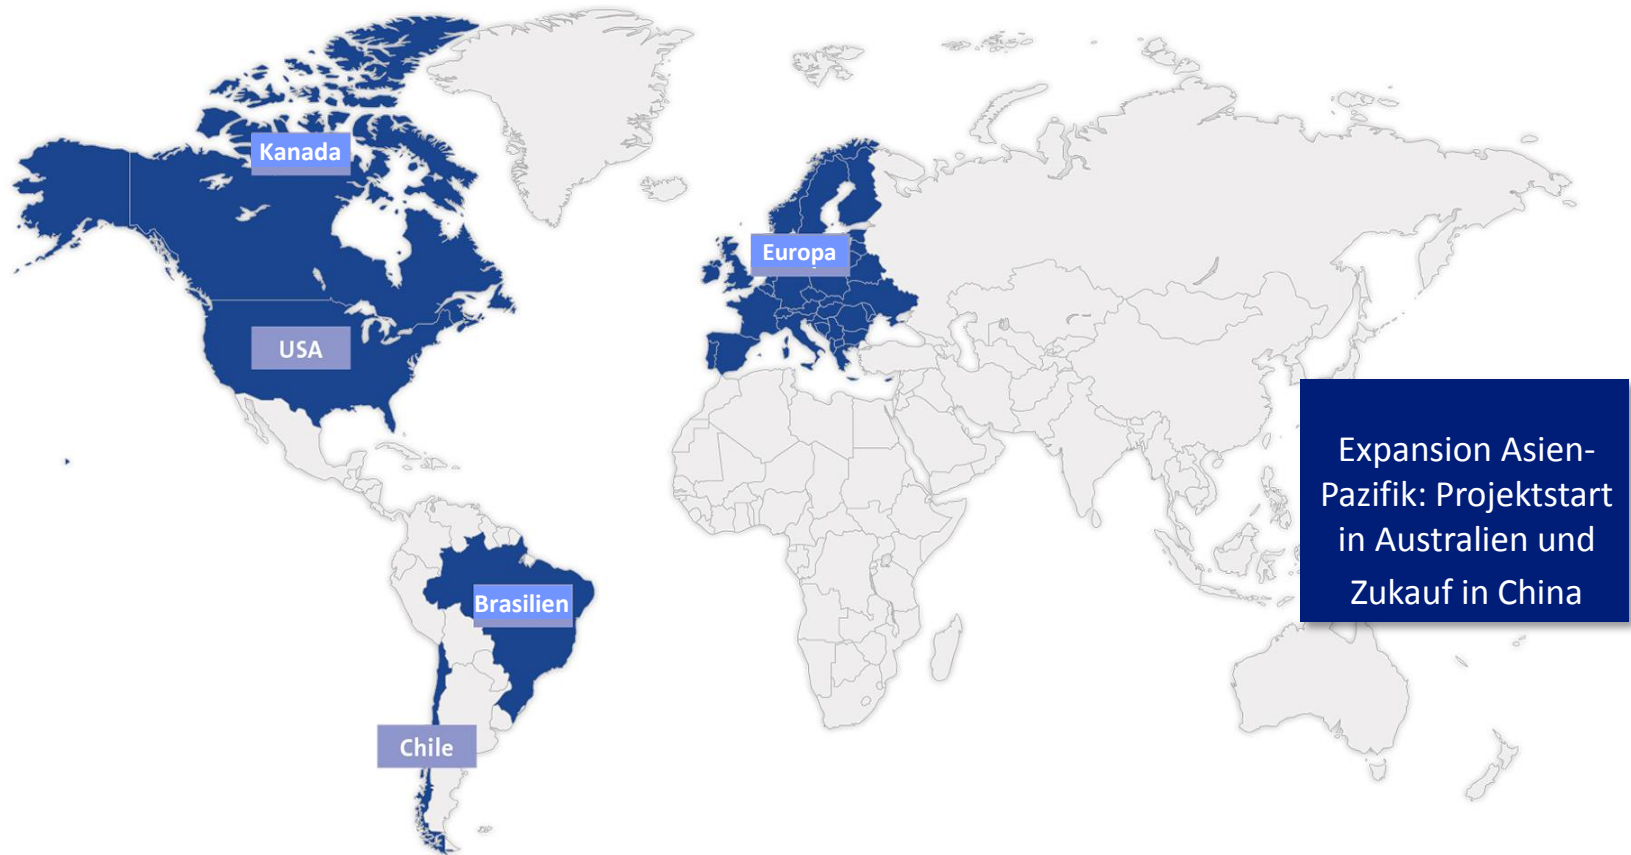 Kanada
Europa
USA
Expansion Asien-
Pazifik: Projektstart
in Australien und
Zukauf in China
Brasilien
Chile